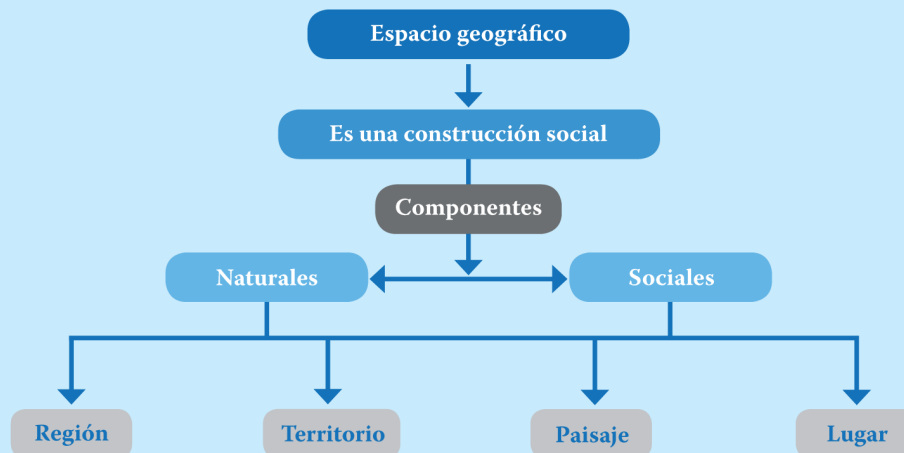 Espacio geográfico
Es una construcción social
Componentes
Naturales
Sociales
Región
Territorio
Paisaje
Lugar